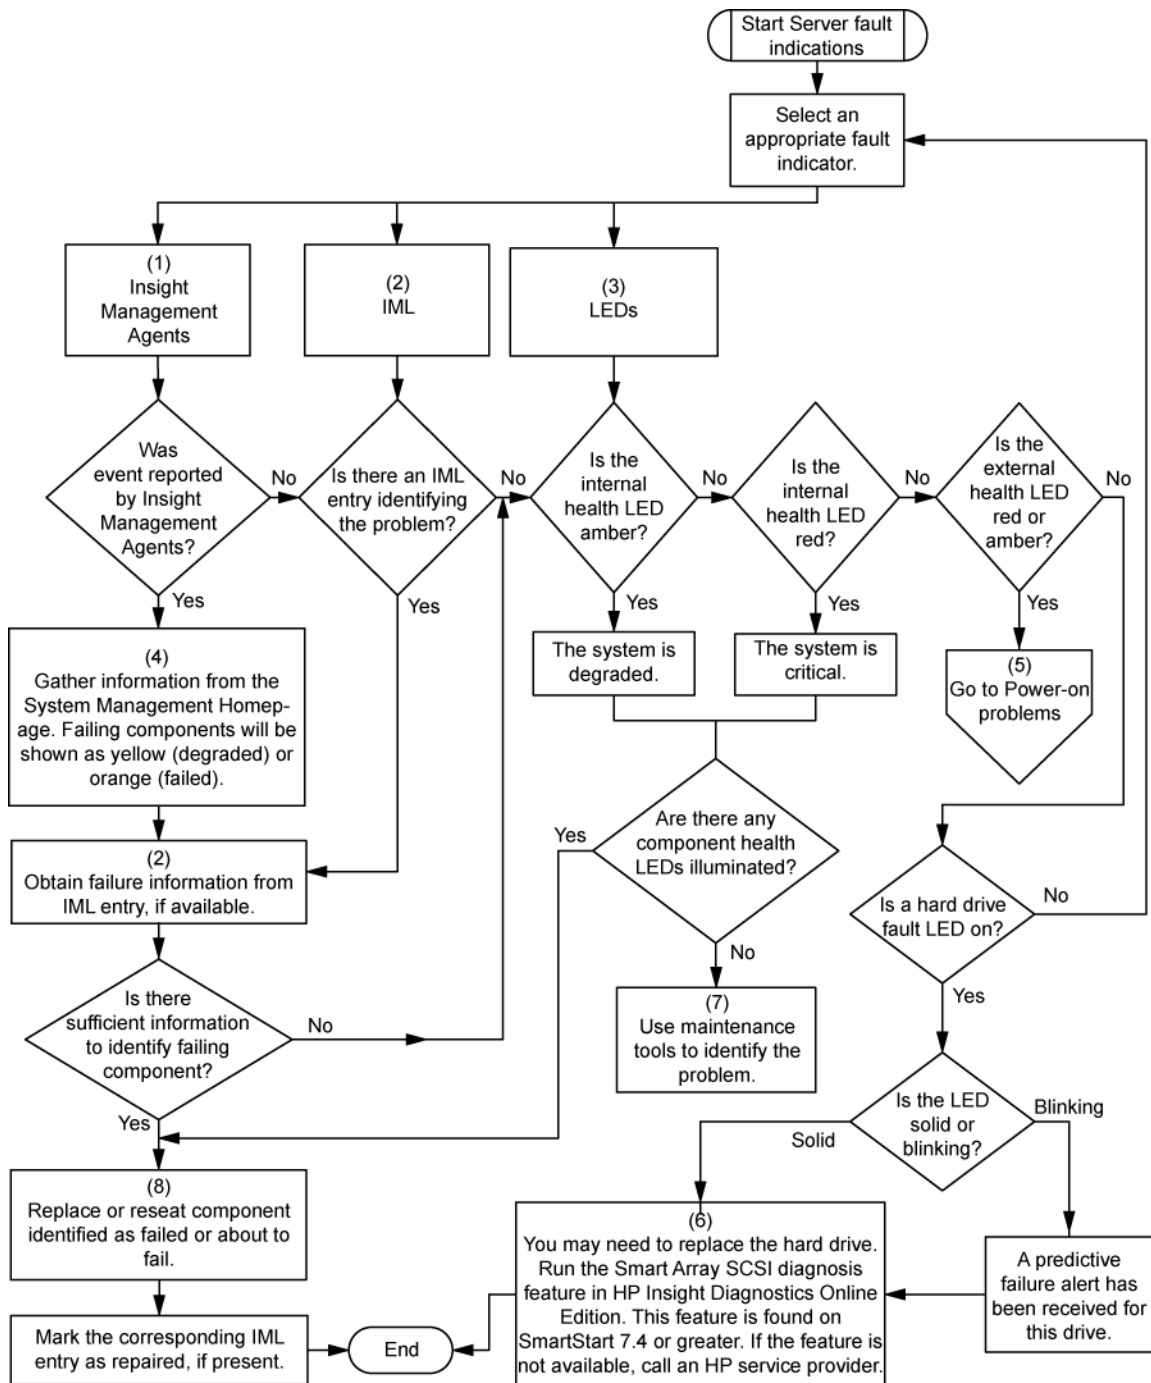 Start Server fault
indications
Select an
appropriate fault
indicator.
(1)
Insight
Management
Agents
(2)
IML
(3)
LEDs
Was
event reported
by Insight
Management
Agents?
No
Is there an IML
entry identifying
the problem?
No
Is the
internal
health LED
amber?
No
Is the
internal
health LED
red?
No
Is the
external
health LED
red or
amber?
No
Yes
Yes
Yes
Yes
Yes
(4)
Gather information from the
System Management Homep-
age. Failing components will be
shown as yellow (degraded) or
orange (failed).
The system is
degraded.
The system is
critical.
(5)
Go to Power-on
problems
(2)
Obtain failure information from
IML entry, if available.
Yes
Are there any
component health
LEDs illuminated?
No
Is a hard drive
fault LED on?
No
Yes
Is there
sufficient information
to identify failing
component?
No
Yes
(7)
Use maintenance
tools to identify the
problem.
Is the LED
solid or
blinking?
Blinking
Solid
(8)
Replace or reseat component
identified as failed or about to
fail.
(6)
You may need to replace the hard drive.
Run the Smart Array SCSI diagnosis
feature in HP Insight Diagnostics Online
Edition. This feature is found on
SmartStart 7.4 or greater. If the feature is
not available, call an HP service provider.
A predictive
failure alert has
been received for
this drive.
Mark the corresponding IML
entry as repaired, if present.
End